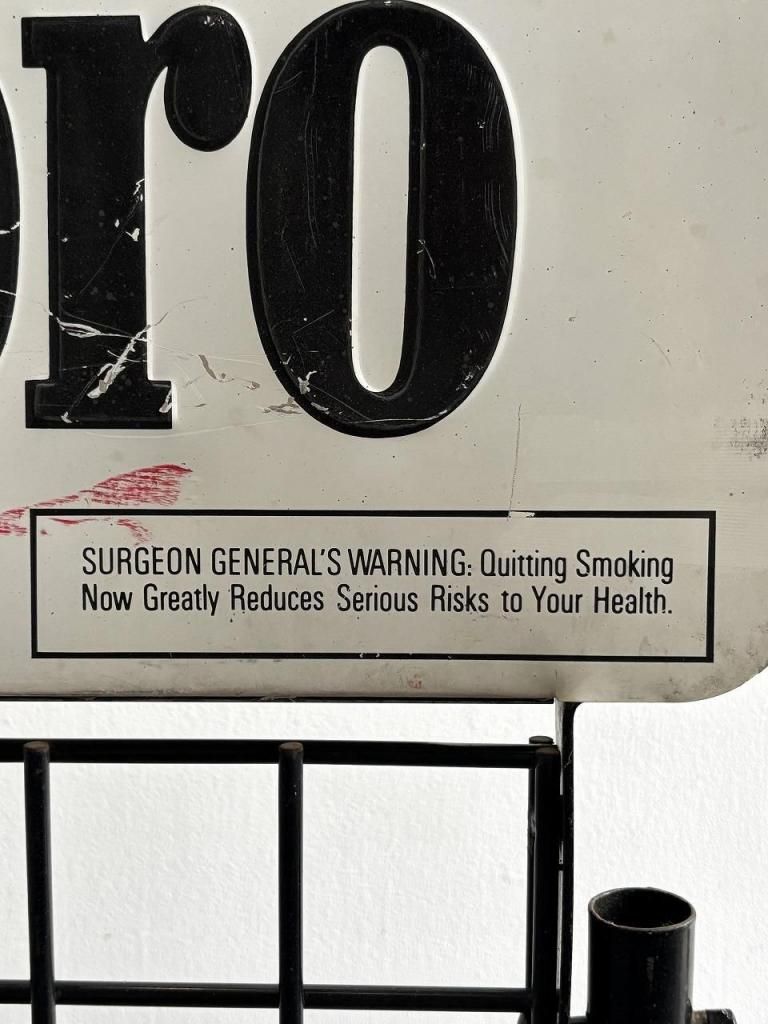 ro
SURGEON GENERAL'S WARNING: Quitting Smoking
Now Greatly Reduces Serious Risks to Your Health.